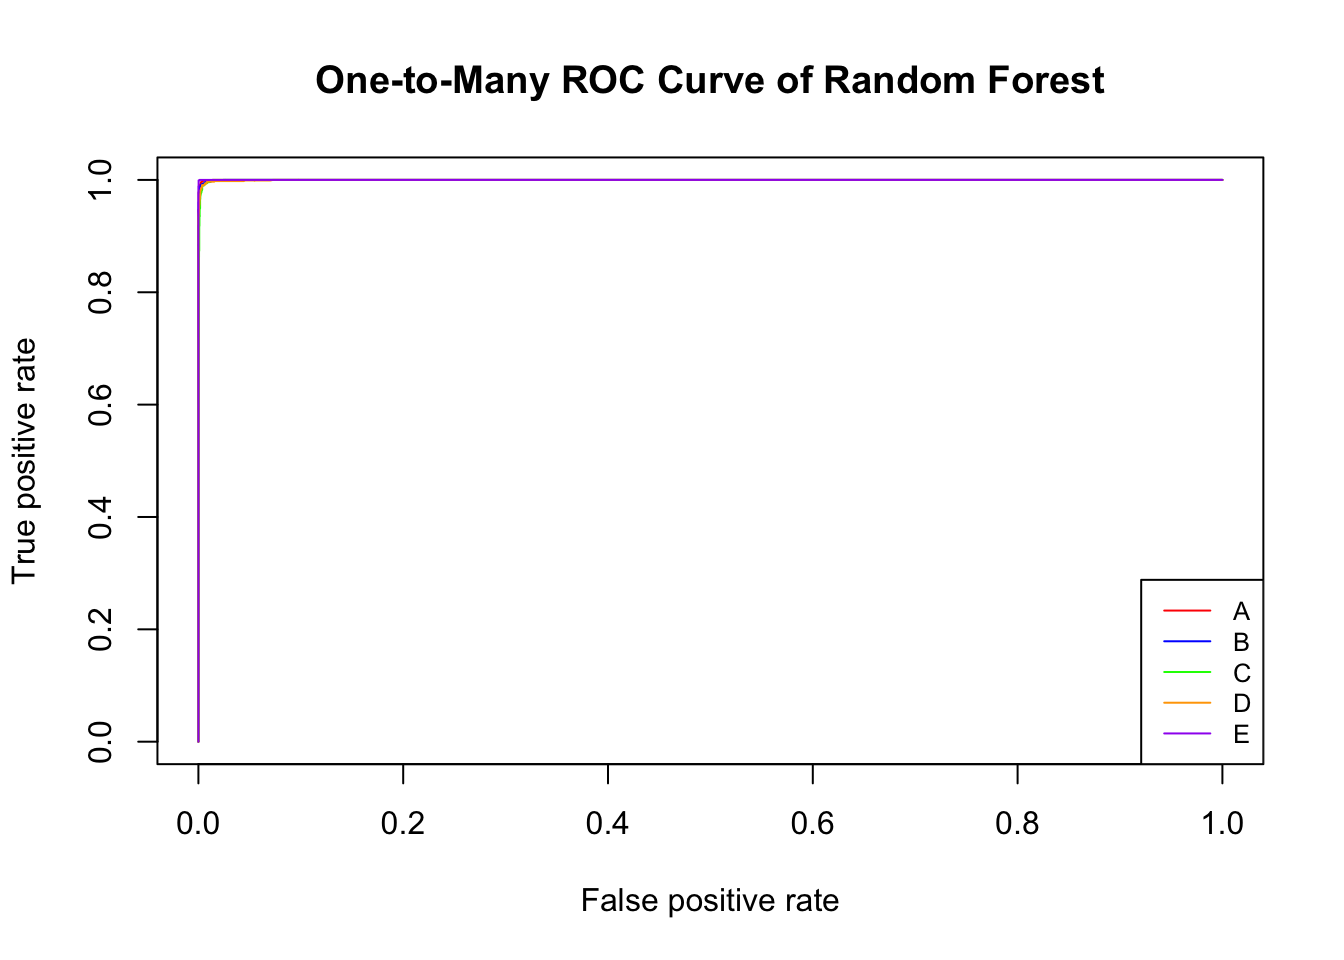 One-to-Many ROC Curve of Random Forest
True positive rate
1.0
0.8
0.6
0.4
0.2
0.0
A
B
C
D
E
0.0 0.2 0.4 0.6 0.8 1.0
False positive rate